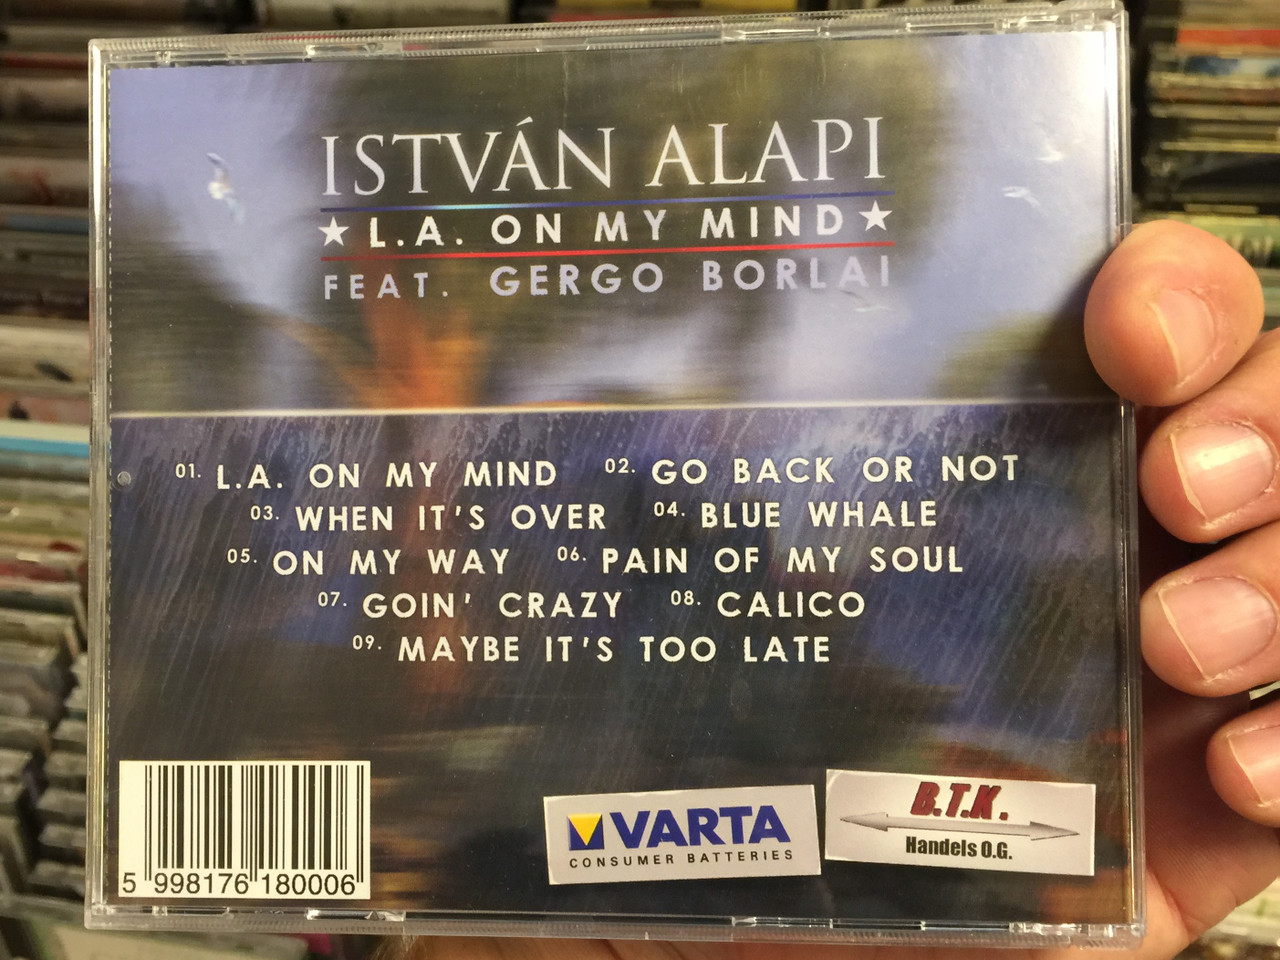 ISTVÁN ALAPI
★ L.A. ON MY MIND ★
FEAT. GERGO BORLAI
01. L.A. ON MY MIND 02. GO BACK OR NOT
03. WHEN IT'S OVER 04. BLUE WHALE
05. ON MY WAY 06. PAIN OF MY SOUL
07. GOIN' CRAZY 08. CALICO
09. MAYBE IT'S TOO LATE
5 998176 180006
VARTA
CONSUMER BATTERIES
B.T.K.
Handels O.G.